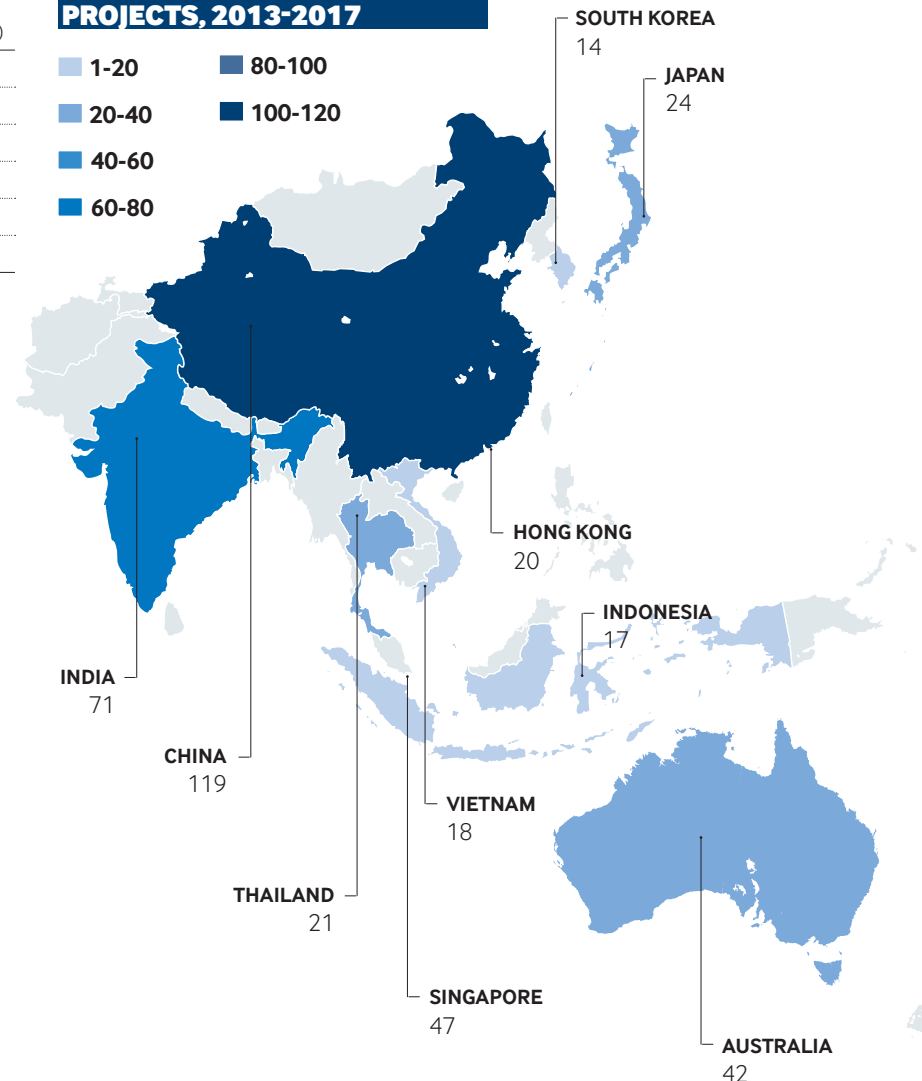 PROJECTS, 2013-2017
1-20
80-100
20-40
100-120
40-60
60-80
SOUTH KOREA
14
JAPAN
24
HONG KONG
20
INDONESIA
17
INDIA
71
CHINA
119
VIETNAM
18
THAILAND
21
SINGAPORE
47
AUSTRALIA
42